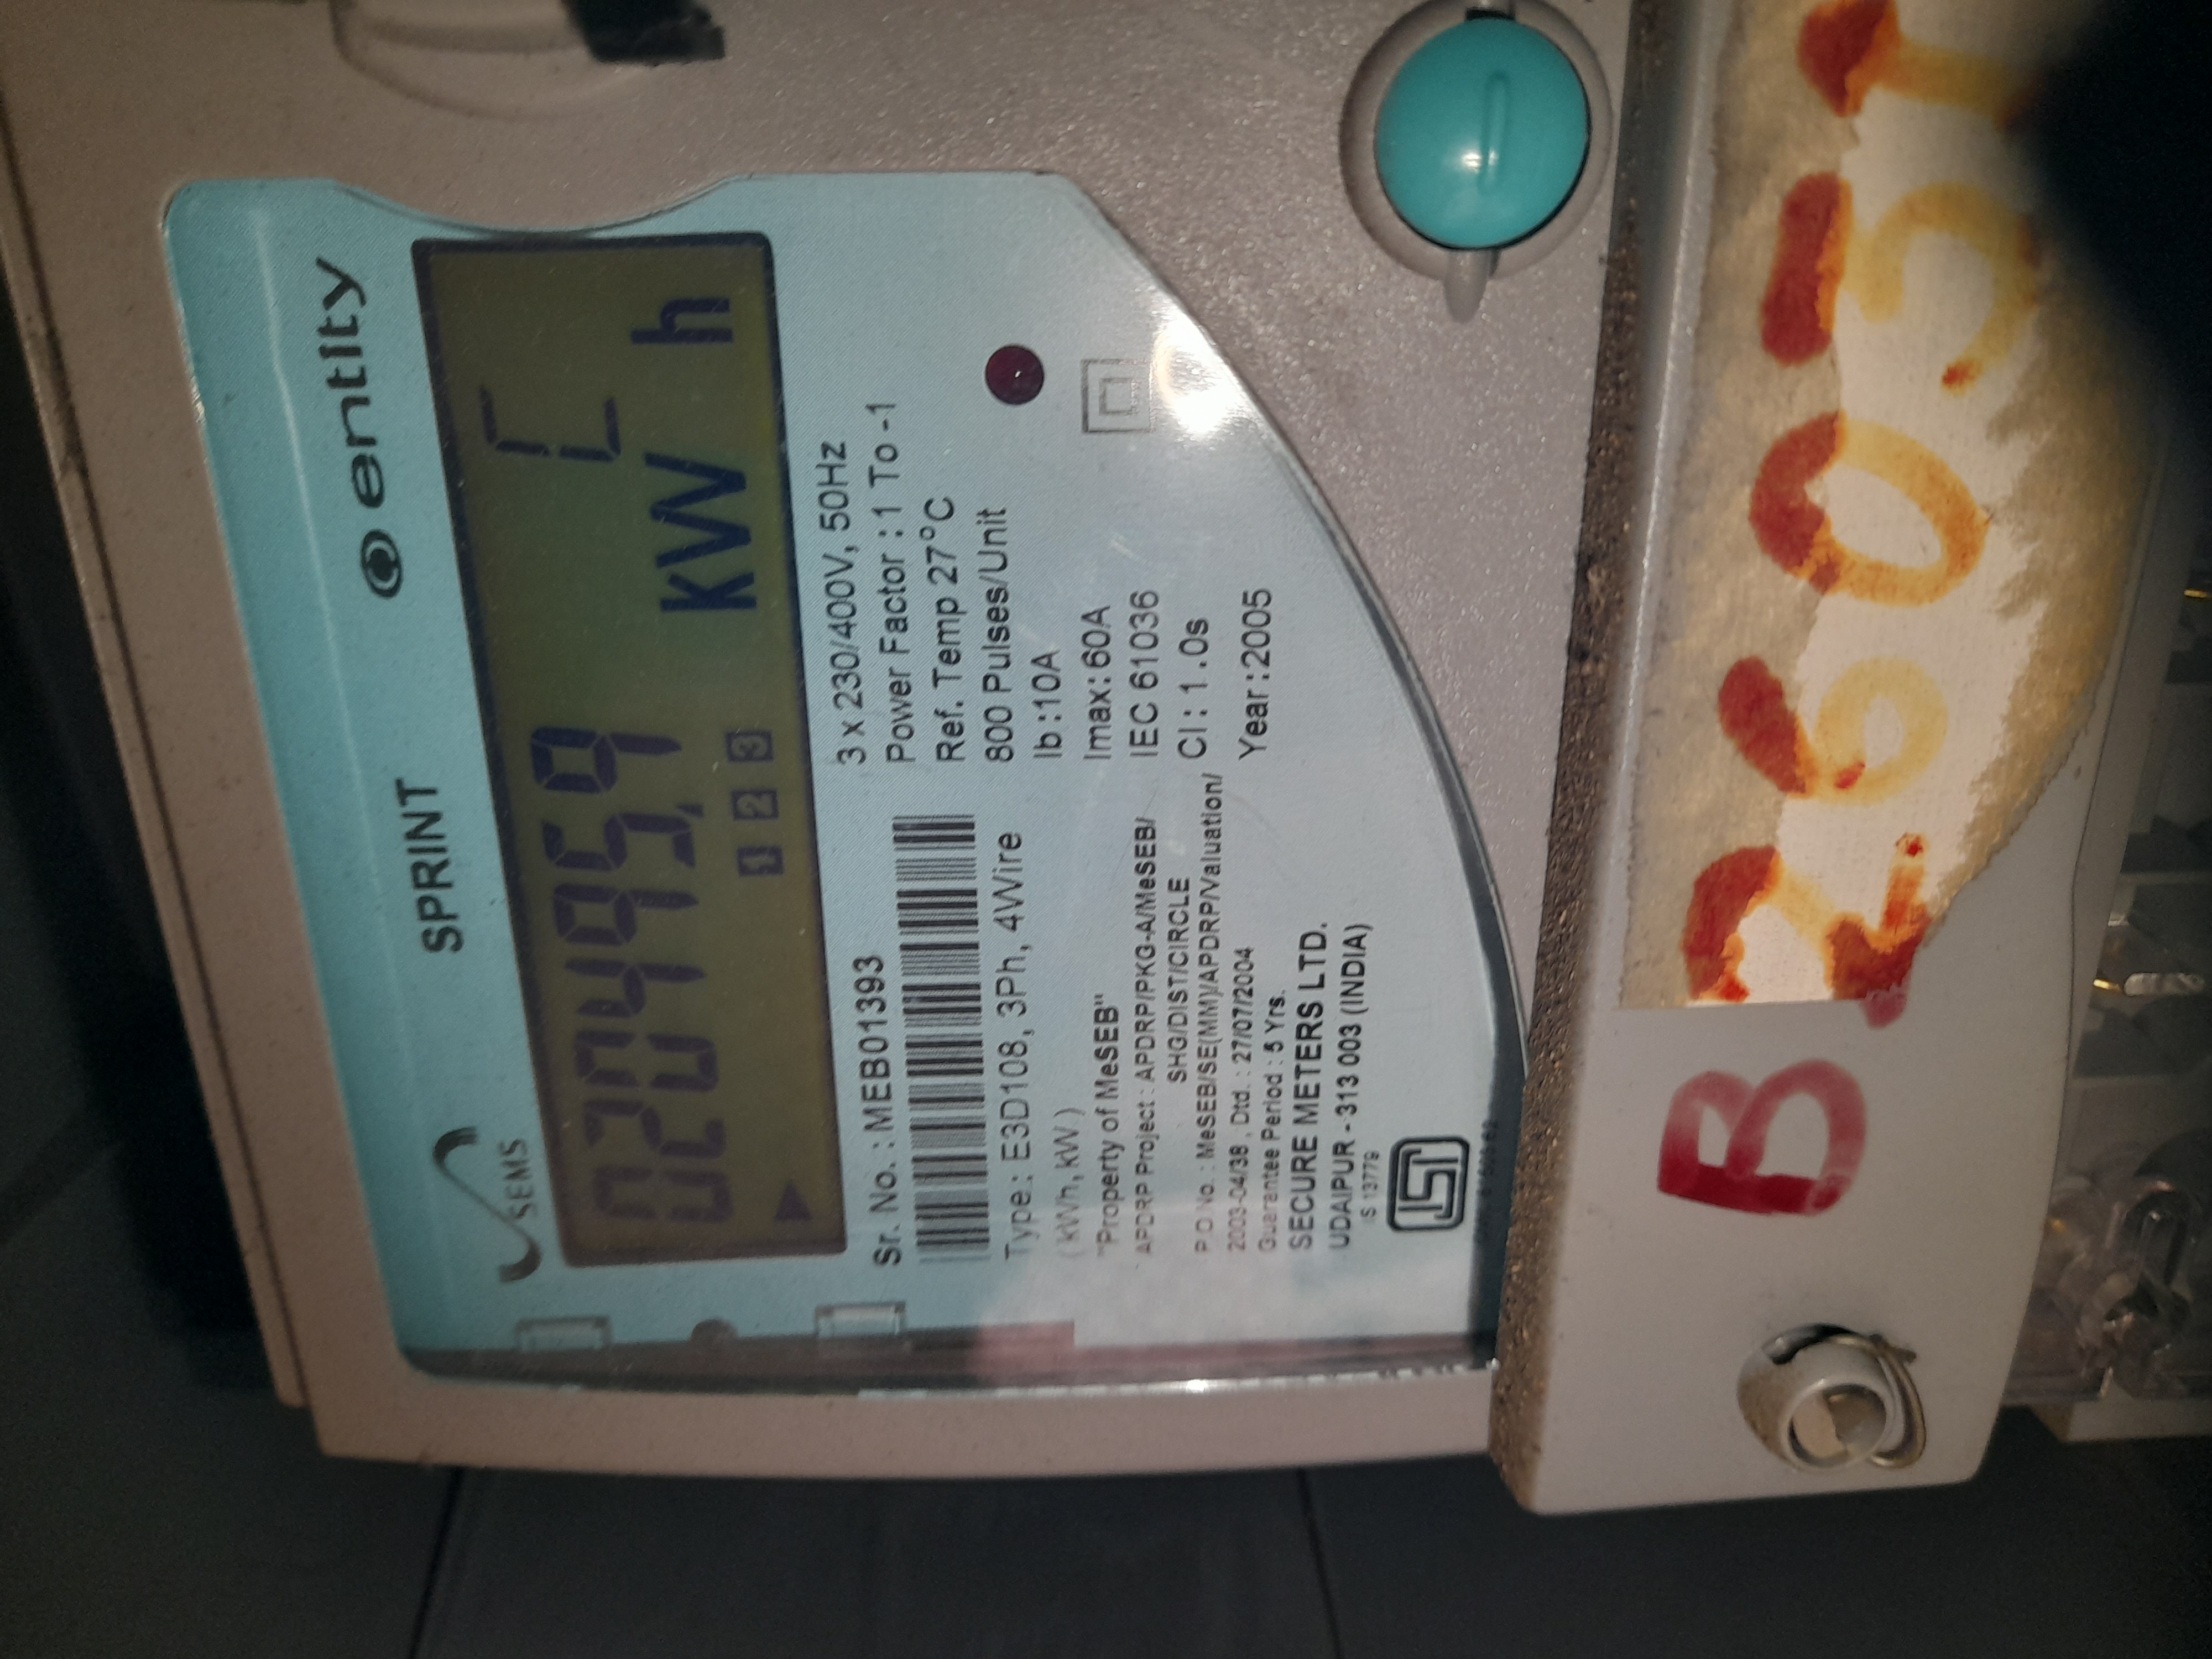 SEMS
SPRINT
entity
020495.9
kW h
1 2 3
Sr. No. : MEB01393
Type.: E3D108, 3Ph, 4Wire
( kWh, kW )
"Property of MeSEB"
APDRP Project : APDRP/PKG-A/MeSEB/
SHG/DIST/CIRCLE
P.O No. : MeSEB/SE(MM)/APDRP/Valuation/
2003-04/38 , Dtd. : 27/07/2004
Guarantee Period : 5 Yrs.
SECURE METERS LTD.
UDAIPUR - 313 003 (INDIA)
IS 13779
3 x 230/400V, 50Hz
Power Factor : 1 To -1
Ref. Temp 27°C
800 Pulses/Unit
Ib :10A
Imax: 60A
IEC 61036
Cl : 1.0s
Year:2005
B